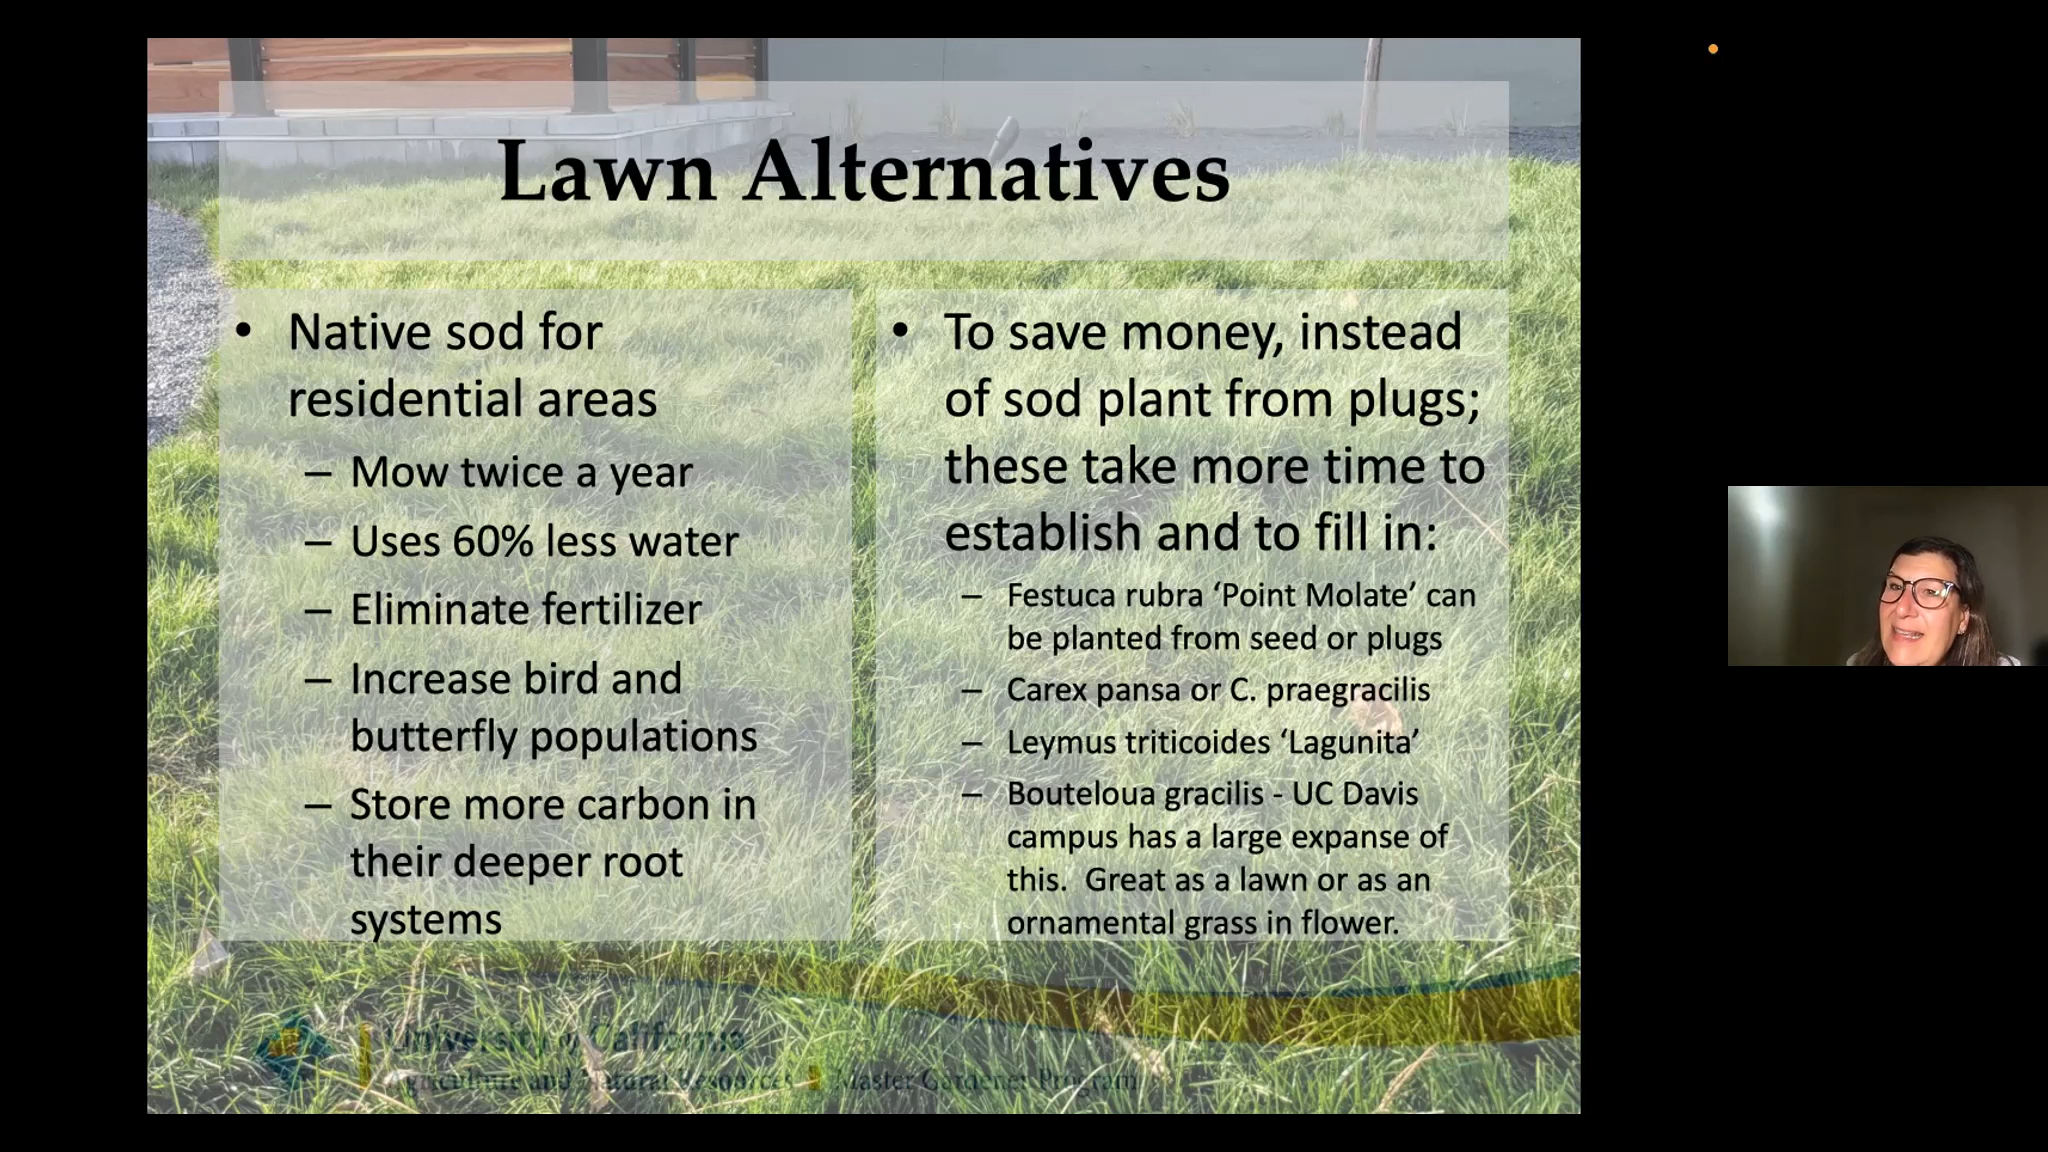 Lawn Alternatives
• Native sod for
residential areas
– Mow twice a year
– Uses 60% less water
– Eliminate fertilizer
– Increase bird and
butterfly populations
– Store more carbon in
their deeper root
systems
• To save money, instead
of sod plant from plugs;
these take more time to
establish and to fill in:
– Festuca rubra ‘Point Molate’ can
be planted from seed or plugs
– Carex pansa or C. praegracilis
– Leymus triticoides ‘Lagunita’
– Bouteloua gracilis - UC Davis
campus has a large expanse of
this.  Great as a lawn or as an
ornamental grass in flower.
University of California
Agriculture and Natural Resources Master Gardener Program